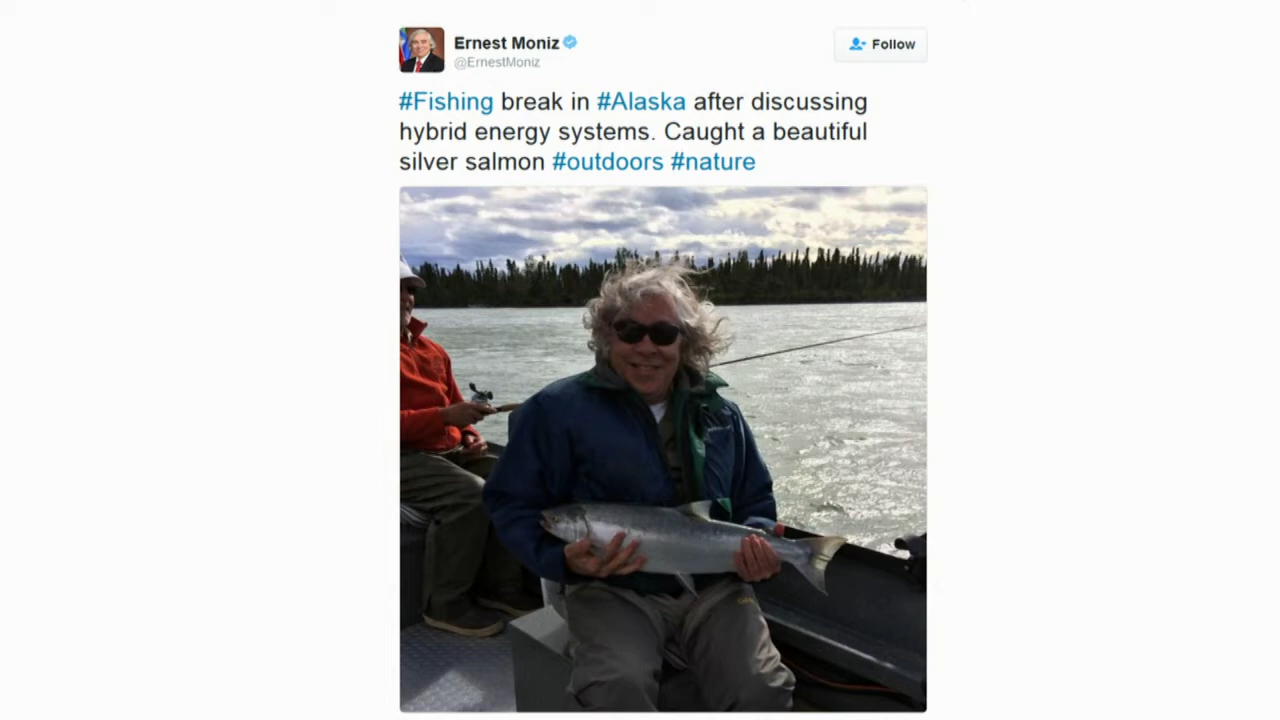 Ernest Moniz
@ErnestMoniz
Follow
#Fishing break in #Alaska after discussing
hybrid energy systems. Caught a beautiful
silver salmon #outdoors #nature